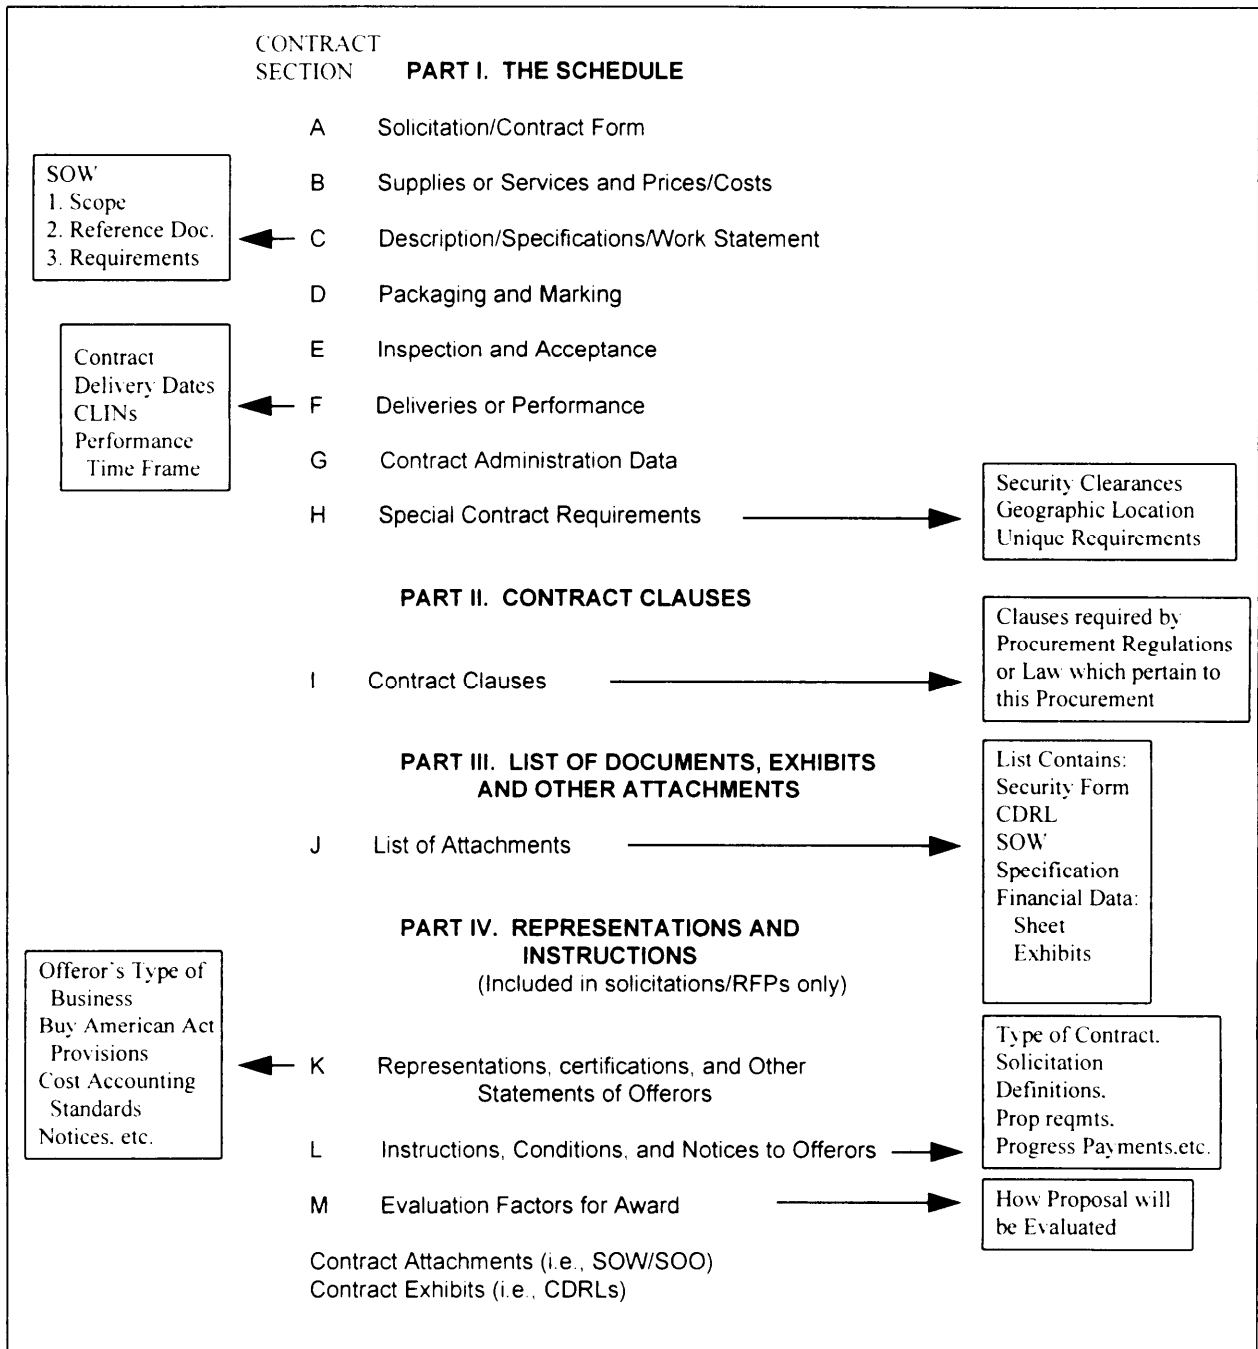 CONTRACT
SECTION PART I. THE SCHEDULE
A Solicitation/Contract Form
B Supplies or Services and Prices/Costs
SOW
1. Scope
2. Reference Doc.
3. Requirements
C Description/Specifications/Work Statement
D Packaging and Marking
E Inspection and Acceptance
Contract
Delivery Dates
CLINs
Performance
Time Frame
F Deliveries or Performance
G Contract Administration Data
H Special Contract Requirements
Security Clearances
Geographic Location
Unique Requirements
PART II. CONTRACT CLAUSES
I Contract Clauses
Clauses required by
Procurement Regulations
or Law which pertain to
this Procurement
PART III. LIST OF DOCUMENTS, EXHIBITS
AND OTHER ATTACHMENTS
J List of Attachments
List Contains:
Security Form
CDRL
SOW
Specification
Financial Data:
Sheet
Exhibits
PART IV. REPRESENTATIONS AND
INSTRUCTIONS
(Included in solicitations/RFPs only)
Offeror's Type of
Business
Buy American Act
Provisions
Cost Accounting
Standards
Notices, etc.
K Representations, certifications, and Other
Statements of Offerors
L Instructions, Conditions, and Notices to Offerors
Type of Contract.
Solicitation
Definitions.
Prop reqmts.
Progress Payments.etc.
M Evaluation Factors for Award
How Proposal will
be Evaluated
Contract Attachments (i.e., SOW/SOO)
Contract Exhibits (i.e., CDRLs)